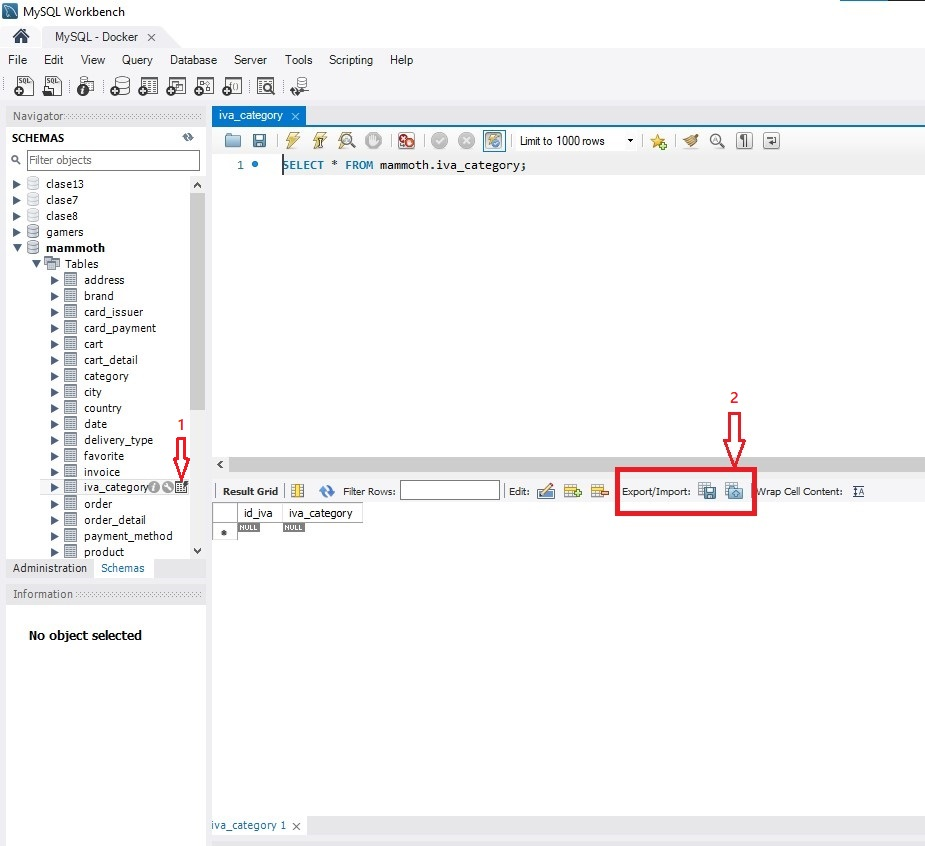 MySQL Workbench
MySQL - Docker
File Edit View Query Database Server Tools Scripting Help
Navigator
SCHEMAS
Filter objects
clase13
clase7
clase8
gamers
mammoth
Tables
address
brand
card_issuer
card_payment
cart
cart_detail
category
city
country
date
1
delivery_type
favorite
invoice
iva_category
order
order_detail
payment_method
product
Administration Schemas
Information
No object selected
iva_category
Limit to 1000 rows
1 SELECT * FROM mammoth.iva_category;
2
Result Grid Filter Rows: Edit: Export/Import: Wrap Cell Content:
id_iva iva_category
NULL NULL
iva_category 1